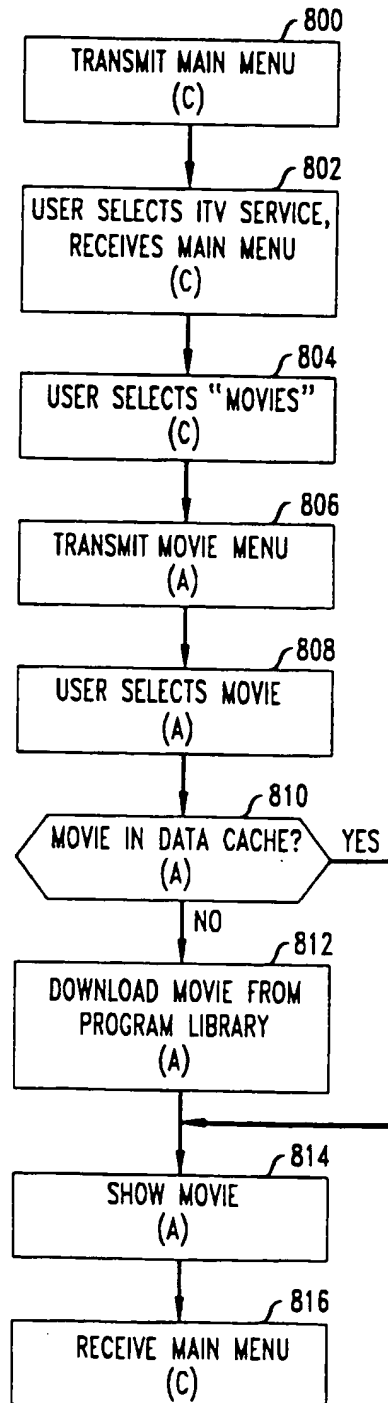 800
TRANSMIT MAIN MENU
(C)
802
USER SELECTS ITV SERVICE,
RECEIVES MAIN MENU
(C)
804
USER SELECTS "MOVIES"
(C)
806
TRANSMIT MOVIE MENU
(A)
808
USER SELECTS MOVIE
(A)
810
MOVIE IN DATA CACHE?
(A)
YES
NO
812
DOWNLOAD MOVIE FROM
PROGRAM LIBRARY
(A)
814
SHOW MOVIE
(A)
816
RECEIVE MAIN MENU
(C)